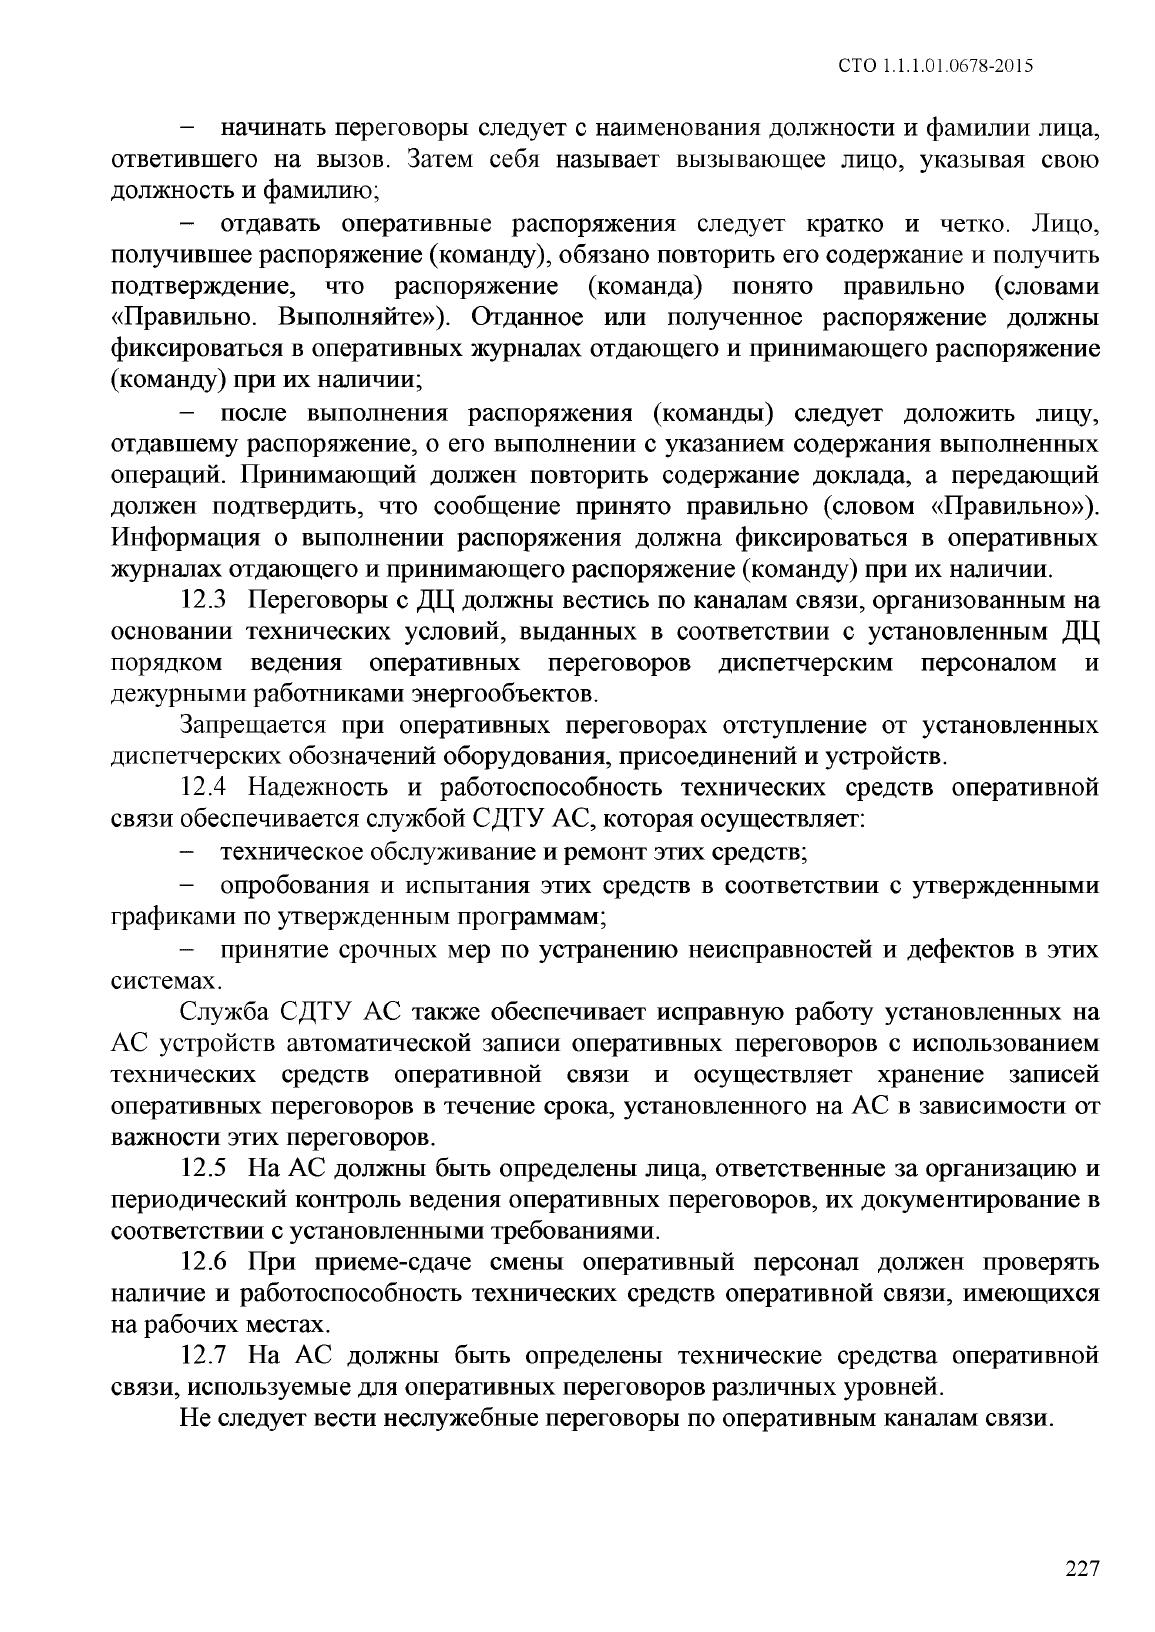 СТО 1.1.1.01.0678-2015
– начинать переговоры следует с наименования должности и фамилии лица,
ответившего на вызов. Затем себя называет вызывающее лицо, указывая свою
должность и фамилию;
– отдавать оперативные распоряжения следует кратко и четко. Лицо,
получившее распоряжение (команду), обязано повторить его содержание и получить
подтверждение, что распоряжение (команда) понято правильно (словами
«Правильно. Выполняйте»). Отданное или полученное распоряжение должны
фиксироваться в оперативных журналах отдающего и принимающего распоряжение
(команду) при их наличии;
– после выполнения распоряжения (команды) следует доложить лицу,
отдавшему распоряжение, о его выполнении с указанием содержания выполненных
операций. Принимающий должен повторить содержание доклада, а передающий
должен подтвердить, что сообщение принято правильно (словом «Правильно»).
Информация о выполнении распоряжения должна фиксироваться в оперативных
журналах отдающего и принимающего распоряжение (команду) при их наличии.
12.3 Переговоры с ДЦ должны вестись по каналам связи, организованным на
основании технических условий, выданных в соответствии с установленным ДЦ
порядком ведения оперативных переговоров диспетчерским персоналом и
дежурными работниками энергообъектов.
Запрещается при оперативных переговорах отступление от установленных
диспетчерских обозначений оборудования, присоединений и устройств.
12.4 Надежность и работоспособность технических средств оперативной
связи обеспечивается службой СДТУ АС, которая осуществляет:
– техническое обслуживание и ремонт этих средств;
– опробования и испытания этих средств в соответствии с утвержденными
графиками по утвержденным программам;
– принятие срочных мер по устранению неисправностей и дефектов в этих
системах.
Служба СДТУ АС также обеспечивает исправную работу установленных на
АС устройств автоматической записи оперативных переговоров с использованием
технических средств оперативной связи и осуществляет хранение записей
оперативных переговоров в течение срока, установленного на АС в зависимости от
важности этих переговоров.
12.5 На АС должны быть определены лица, ответственные за организацию и
периодический контроль ведения оперативных переговоров, их документирование в
соответствии с установленными требованиями.
12.6 При приеме-сдаче смены оперативный персонал должен проверять
наличие и работоспособность технических средств оперативной связи, имеющихся
на рабочих местах.
12.7 На АС должны быть определены технические средства оперативной
связи, используемые для оперативных переговоров различных уровней.
Не следует вести неслужебные переговоры по оперативным каналам связи.
227